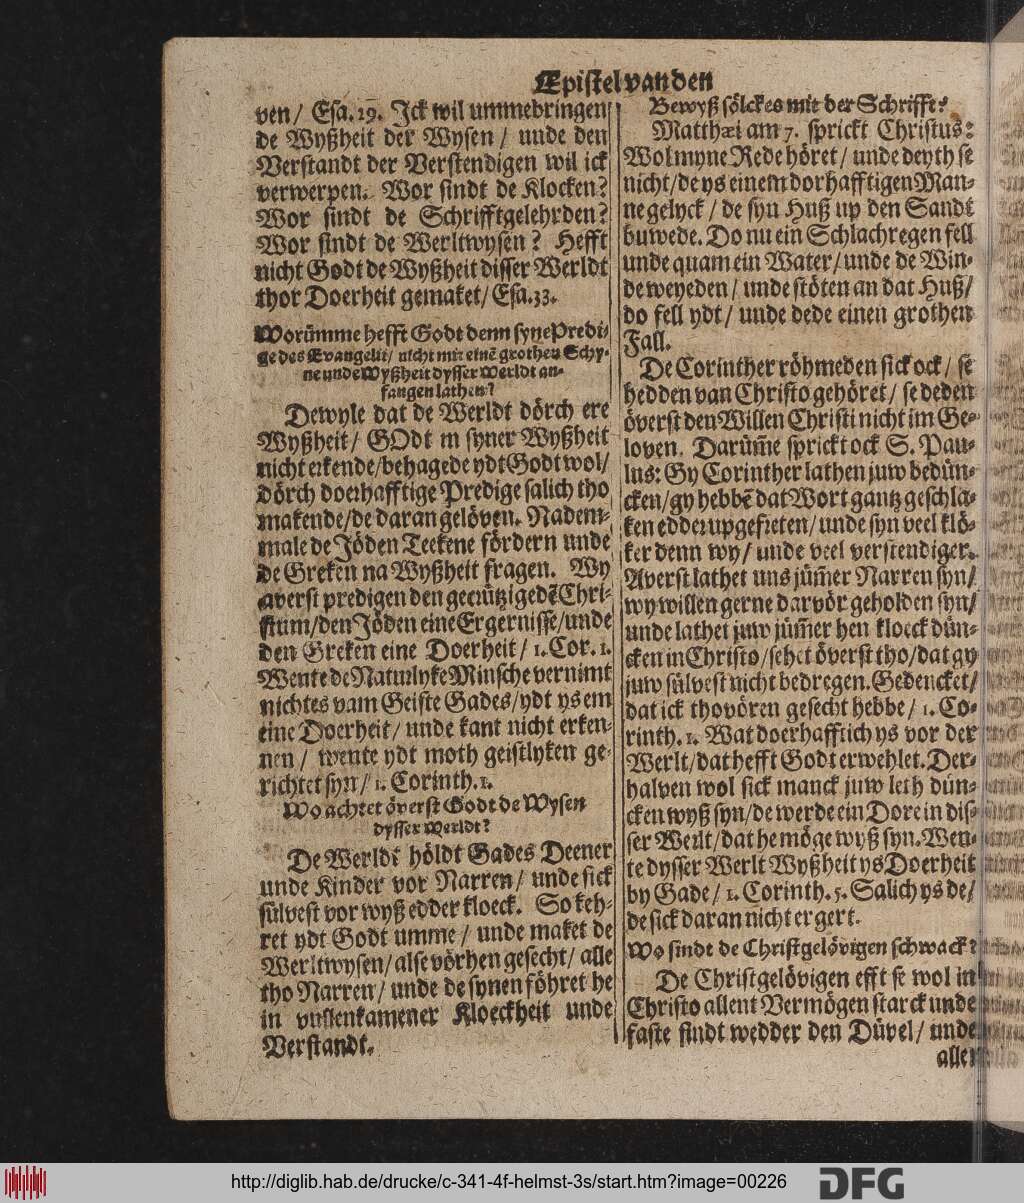 Epistel van den
ven / Esa. 19. Ick wil ummebringen
de Wyßheit der Wysen / unde den
Verstandt der Verstendigen wil ick
verwerpen. Wor sindt de Klocken?
Wor sindt de Schrifftgelehrden?
Wor sindt de Werltwysen? Hefft
nicht Godt de Wyßheit disser Werldt
thor Doerheit gemaket / Esa. 33.
Worümme hefft Godt denn syne Predi-
ge des Evangelii / nicht mit einē grothen Schy-
ne unde Wyßheit dysser Werldt an-
fangen lathen?
Dewyle dat de Werldt dörch ere
Wyßheit / GOdt in syner Wyßheit
nicht erkende / behagede ydt Godt wol /
dörch doerhafftige Predige salich tho
makende / de daran gelöven. Nadem-
male de Jöden Teekene fördern unde
de Greken na Wyßheit fragen. Wy
averst predigen den gecrützigedē Chri-
stum / den Jöden eine Ergernisse / unde
den Greken eine Doerheit / 1. Cor. 1.
Wente de Naturlyke Minsche vernimt
nichtes vam Geiste Gades / ydt ys em
eine Doerheit / unde kant nicht erken-
nen / wente ydt moth geistlyken ge-
richtet syn / 1. Corinth. 1.
Wo achtet överst Godt de Wysen
dysser Werldt?
De Werldt höldt Gades Deener
unde Kinder vor Narren / unde sick
sülvest vor wyß edder kloeck. So keh-
ret ydt Godt umme / unde maket de
Werltwysen / alse vörhen gesecht / alle
tho Narren / unde de synen föhret he
in vullenkamener Kloeckheit unde
Verstandt.
Bewyß sölckes mit der Schrifft?
Matthæi am 7. sprickt Christus:
Wol myne Rede höret / unde deyth se
nicht / de ys einem dorhafftigen Man-
ne gelyck / de syn Huß up den Sandt
buwede. Do nu ein Schlachregen fell
unde quam ein Water / unde de Win-
de weyeden / unde stöten an dat Huß /
do fell ydt / unde dede einen grothen
Fall.
De Corinther röhmeden sick ock / se
hedden van Christo gehöret / se deden
överst den Willen Christi nicht im Ge-
loven. Darüm̄e sprickt ock S. Pau-
lus: Gy Corinther lathen juw bedün-
cken / gy hebbē dat Wort gantz geschla-
ken edder upgefreten / unde syn veel klö-
ker denn wy / unde veel verstendiger.
Averst lathet uns jüm̄er Narren syn /
wy willen gerne darvör geholden syn /
unde lathet juw jüm̄er hen kloeck dün-
cken in Christo / sehet överst tho / dat gy
juw sülvest nicht bedregen. Gedencket /
dat ick thovören gesecht hebbe / 1. Co-
rinth. 1. Wat doerhafftich ys vor der
Werlt / dat hefft Godt erwehlet. Der-
halven wol sick manck juw leth dün-
cken wyß syn / de werde ein Dore in dis-
ser Werlt / dat he möge wyß syn. Wen-
te dysser Werlt Wyßheit ys Doerheit
by Gade / 1. Corinth. 5. Salich ys de /
de sick daran nicht ergert.
Wo sindt de Christgelövigen schwack?
De Christgelövigen efft se wol in
Christo allent Vermögen starck unde
faste sindt wedder den Düvel / unde
allen
http://diglib.hab.de/drucke/c-341-4f-helmst-3s/start.htm?image=00226
DFG